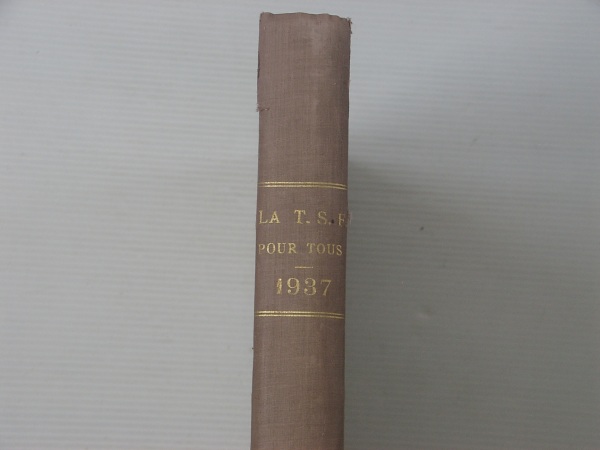 LA T. S. F.
POUR TOUS
1937